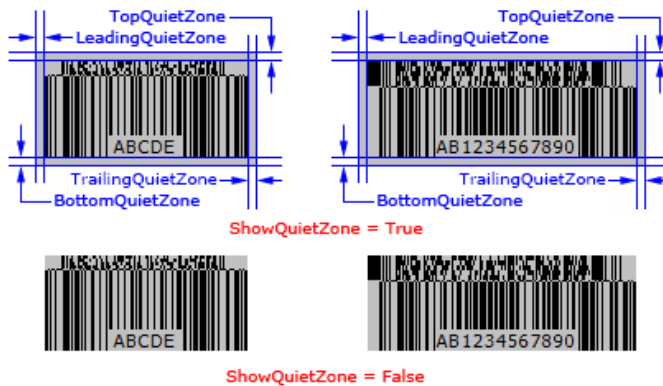 TopQuietZone
LeadingQuietZone
ABCDE
TrailingQuietZone
BottomQuietZone
TopQuietZone
LeadingQuietZone
AB1234567890
TrailingQuietZone
BottomQuietZone
ShowQuietZone = True
ABCDE
AB1234567890
ShowQuietZone = False